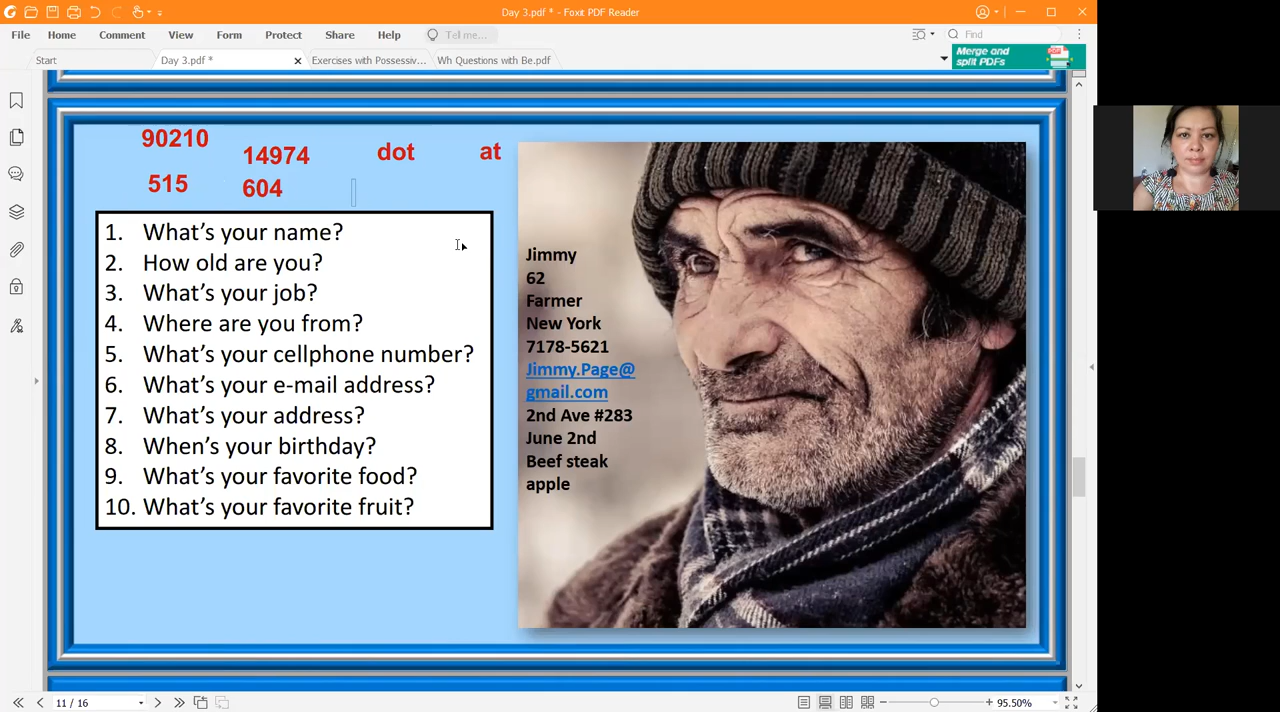 Day 3.pdf * - Foxit PDF Reader
File Home Comment View Form Protect Share Help Tell me... Find
Start Day 3.pdf * Exercises with Possessiv... Wh Questions with Be.pdf
Merge and
split PDFs
90210 14974 dot at
515 604
1. What's your name?
2. How old are you?
3. What's your job?
4. Where are you from?
5. What's your cellphone number?
6. What's your e-mail address?
7. What's your address?
8. When's your birthday?
9. What's your favorite food?
10. What's your favorite fruit?
Jimmy
62
Farmer
New York
7178-5621
Jimmy.Page@
gmail.com
2nd Ave #283
June 2nd
Beef steak
apple
11 / 16
95.50%